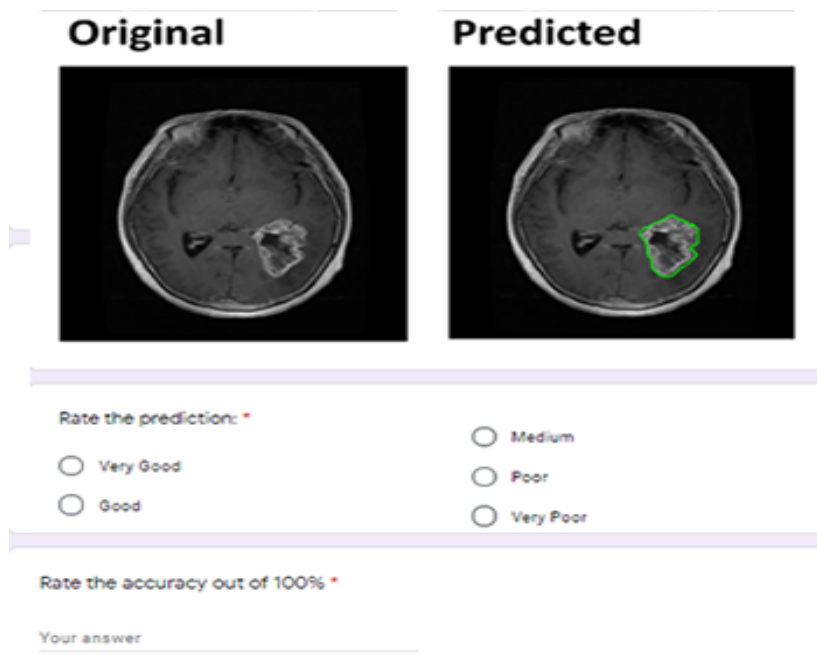 Original
Predicted
Rate the prediction: *
Very Good
Good
Medium
Poor
Very Poor
Rate the accuracy out of 100% *
Your answer